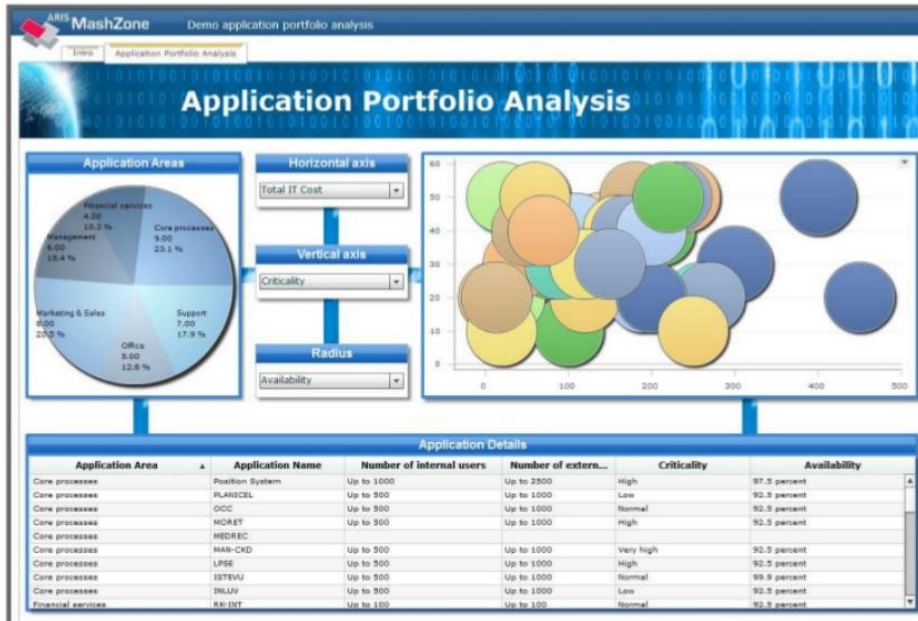 ARIS MashZone Demo application portfolio analysis
Intro Application Portfolio Analysis
Application Portfolio Analysis
Application Areas
Financial services
4.00
10.3 %
Core processes
9.00
23.1 %
Management
6.00
15.4 %
Marketing & Sales
8.00
20.5 %
Support
7.00
17.9 %
Office
5.00
12.8 %
Horizontal axis
Total IT Cost
Vertical axis
Criticality
Radius
Availability
60
50
40
30
20
10
0
0 100 200 300 400 500
Application Details
Application Area Application Name Number of internal users Number of extern... Criticality Availability
Core processes Position System Up to 1000 Up to 2500 High 97.5 percent
Core processes PLANICEL Up to 500 Up to 1000 Low 92.5 percent
Core processes OCC Up to 500 Up to 1000 Normal 92.5 percent
Core processes MORET Up to 500 Up to 1000 High 92.5 percent
Core processes MEDREC
Core processes MAN-CKD Up to 500 Up to 1000 Very high 92.5 percent
Core processes LPSE Up to 500 Up to 1000 High 92.5 percent
Core processes ISTEVU Up to 500 Up to 1000 Normal 99.9 percent
Core processes INLUV Up to 500 Up to 1000 Low 92.5 percent
Financial services RK-INT Up to 100 Up to 100 Normal 92.5 percent